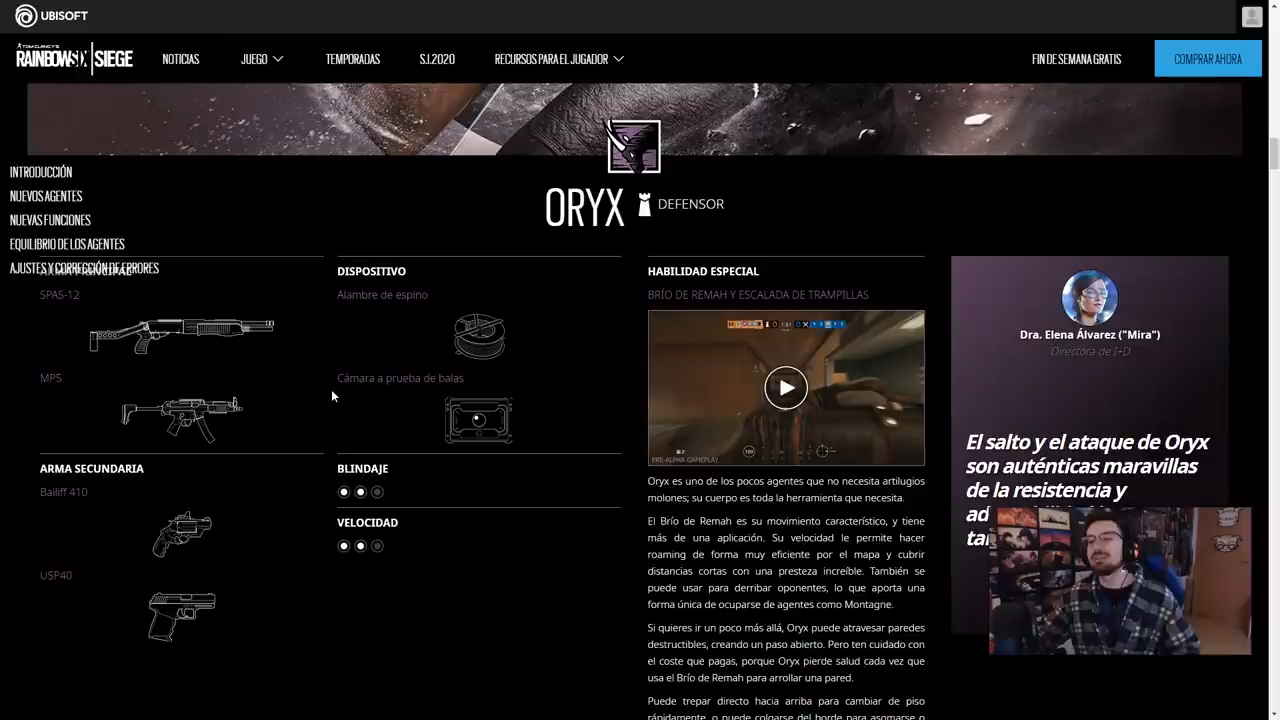 UBISOFT
TOM CLANCY'S
RAINBOW SIX | SIEGE
NOTICIAS
JUEGO
TEMPORADAS
S.I.2020
RECURSOS PARA EL JUGADOR
FIN DE SEMANA GRATIS
COMPRAR AHORA
INTRODUCCIÓN
NUEVOS AGENTES
NUEVAS FUNCIONES
EQUILIBRIO DE LOS AGENTES
AJUSTES Y CORRECCIÓN DE ERRORES
ORYX
DEFENSOR
SPAS-12
MP5
ARMA SECUNDARIA
Bailiff 410
USP40
DISPOSITIVO
Alambre de espino
Cámara a prueba de balas
BLINDAJE
VELOCIDAD
HABILIDAD ESPECIAL
BRÍO DE REMAH Y ESCALADA DE TRAMPILLAS
PRE-ALPHA GAMEPLAY
Oryx es uno de los pocos agentes que no necesita artilugios
molones; su cuerpo es toda la herramienta que necesita.
El Brío de Remah es su movimiento característico, y tiene
más de una aplicación. Su velocidad le permite hacer
roaming de forma muy eficiente por el mapa y cubrir
distancias cortas con una presteza increíble. También se
puede usar para derribar oponentes, lo que aporta una
forma única de ocuparse de agentes como Montagne.
Si quieres ir un poco más allá, Oryx puede atravesar paredes
destructibles, creando un paso abierto. Pero ten cuidado con
el coste que pagas, porque Oryx pierde salud cada vez que
usa el Brío de Remah para arrollar una pared.
Puede trepar directo hacia arriba para cambiar de piso
rápidamente, o puede colgarse del borde para asomarse o
Dra. Elena Álvarez ("Mira")
Directora de I+D
El salto y el ataque de Oryx
son auténticas maravillas
de la resistencia y